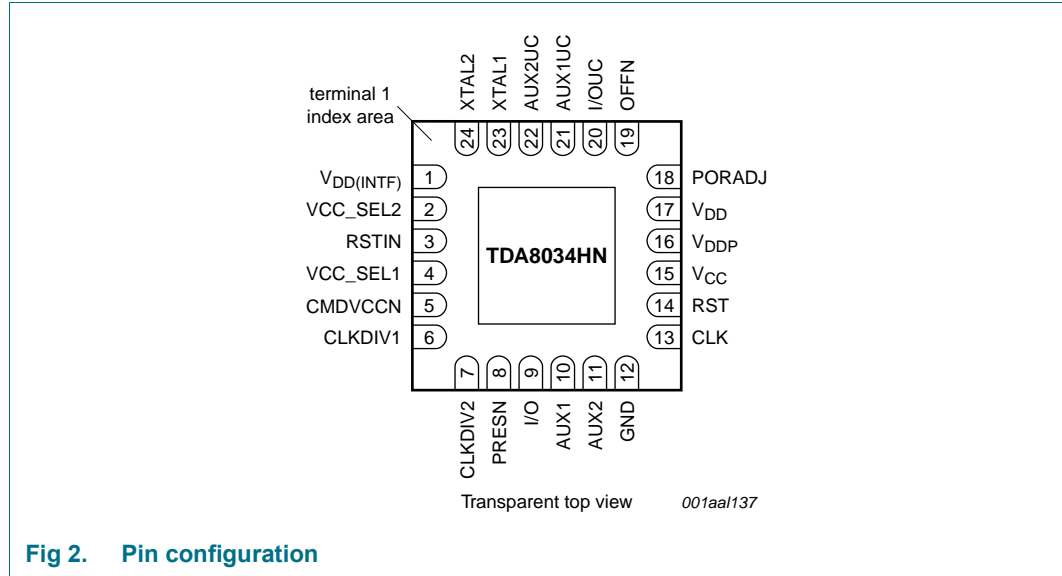 XTAL2
XTAL1
AUX2UC
AUX1UC
I/OUC
OFFN
terminal 1
index area
24
23
22
21
20
19
VDD(INTF) 1
VCC_SEL2 2
RSTIN 3
VCC_SEL1 4
CMDVCCN 5
CLKDIV1 6
TDA8034HN
18 PORADJ
17 VDD
16 VDDP
15 VCC
14 RST
13 CLK
7
8
9
10
11
12
CLKDIV2
PRESN
I/O
AUX1
AUX2
GND
Transparent top view 001aal137
Fig 2. Pin configuration